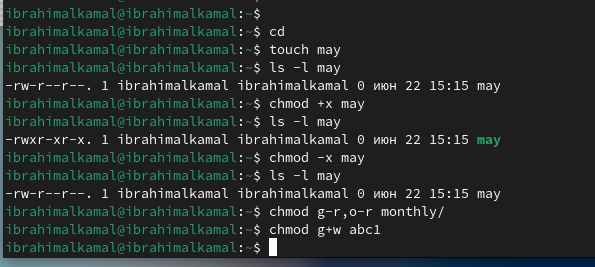 ibrahimalkamal@ibrahimalkamal:~$
ibrahimalkamal@ibrahimalkamal:~$ cd
ibrahimalkamal@ibrahimalkamal:~$ touch may
ibrahimalkamal@ibrahimalkamal:~$ ls -l may
-rw-r--r--. 1 ibrahimalkamal ibrahimalkamal 0 июн 22 15:15 may
ibrahimalkamal@ibrahimalkamal:~$ chmod +x may
ibrahimalkamal@ibrahimalkamal:~$ ls -l may
-rwxr-xr-x. 1 ibrahimalkamal ibrahimalkamal 0 июн 22 15:15 may
ibrahimalkamal@ibrahimalkamal:~$ chmod -x may
ibrahimalkamal@ibrahimalkamal:~$ ls -l may
-rw-r--r--. 1 ibrahimalkamal ibrahimalkamal 0 июн 22 15:15 may
ibrahimalkamal@ibrahimalkamal:~$ chmod g-r,o-r monthly/
ibrahimalkamal@ibrahimalkamal:~$ chmod g+w abc1
ibrahimalkamal@ibrahimalkamal:~$